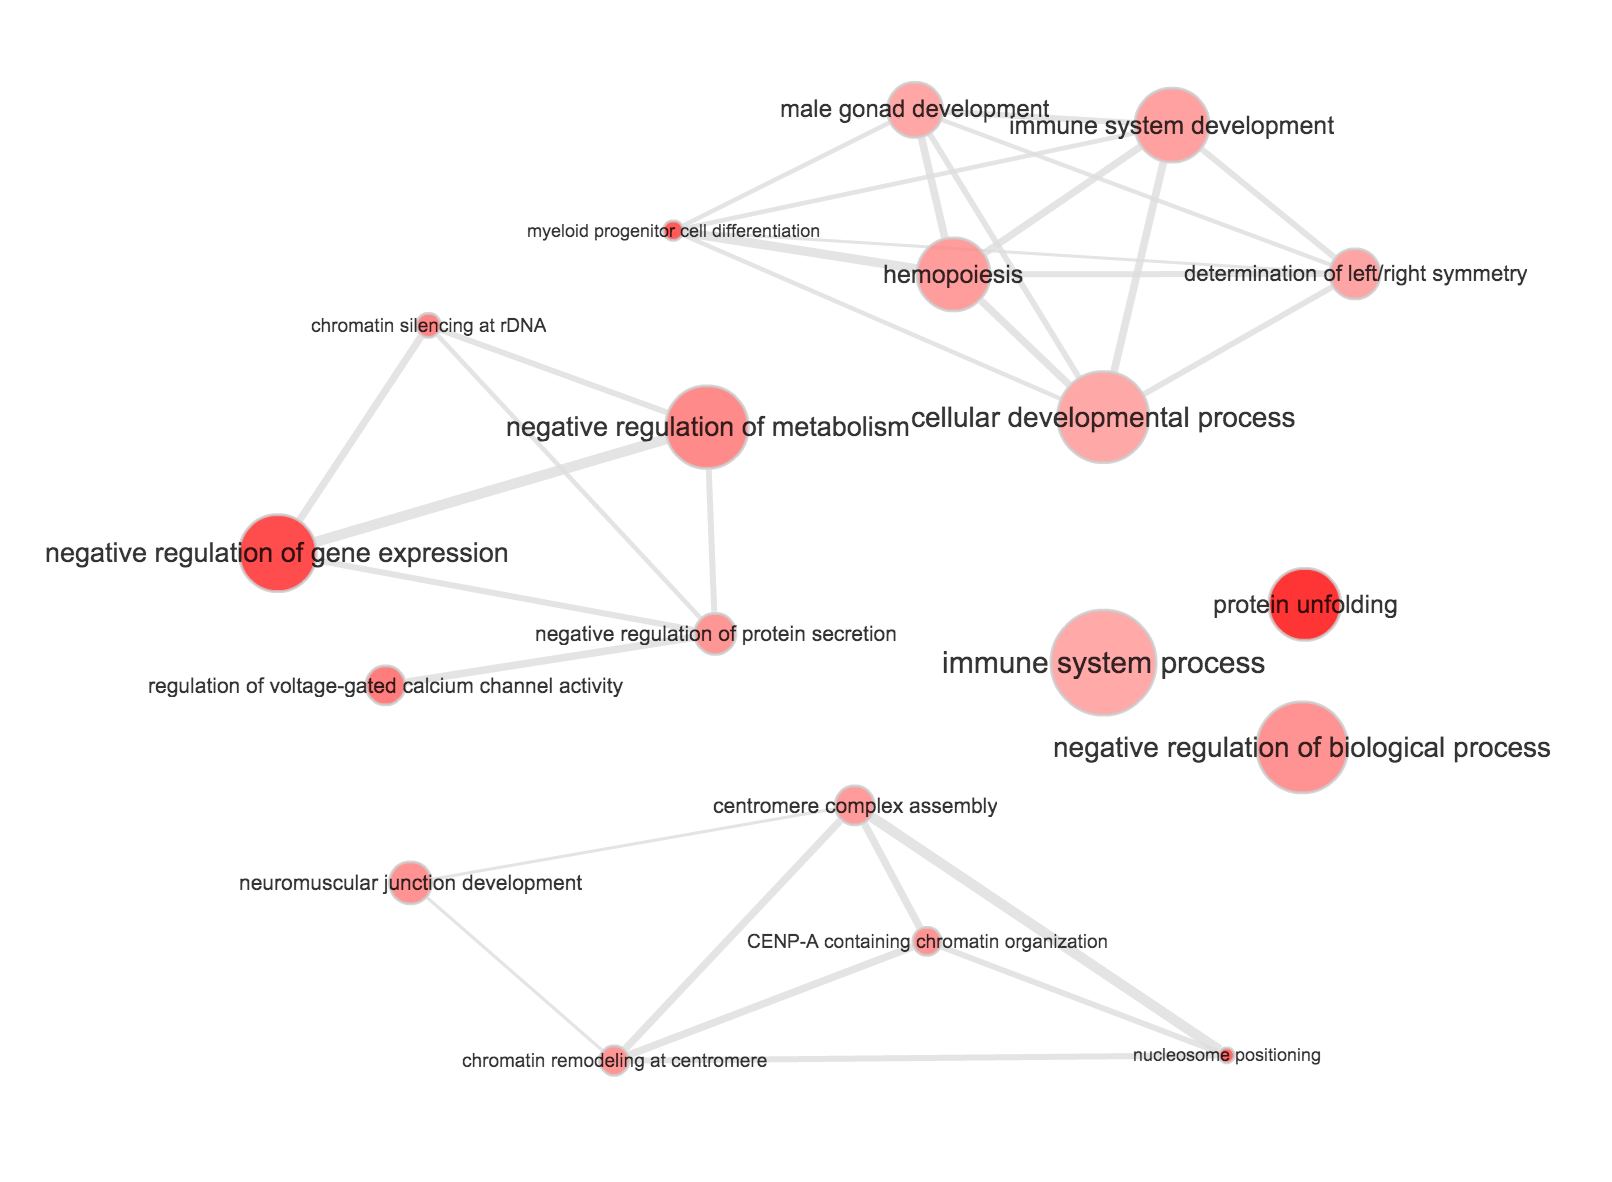 male gonad development
immune system development
myeloid progenitor cell differentiation
hemopoiesis
determination of left/right symmetry
chromatin silencing at rDNA
negative regulation of metabolism
cellular developmental process
negative regulation of gene expression
protein unfolding
negative regulation of protein secretion
immune system process
regulation of voltage-gated calcium channel activity
negative regulation of biological process
centromere complex assembly
neuromuscular junction development
CENP-A containing chromatin organization
chromatin remodeling at centromere
nucleosome positioning